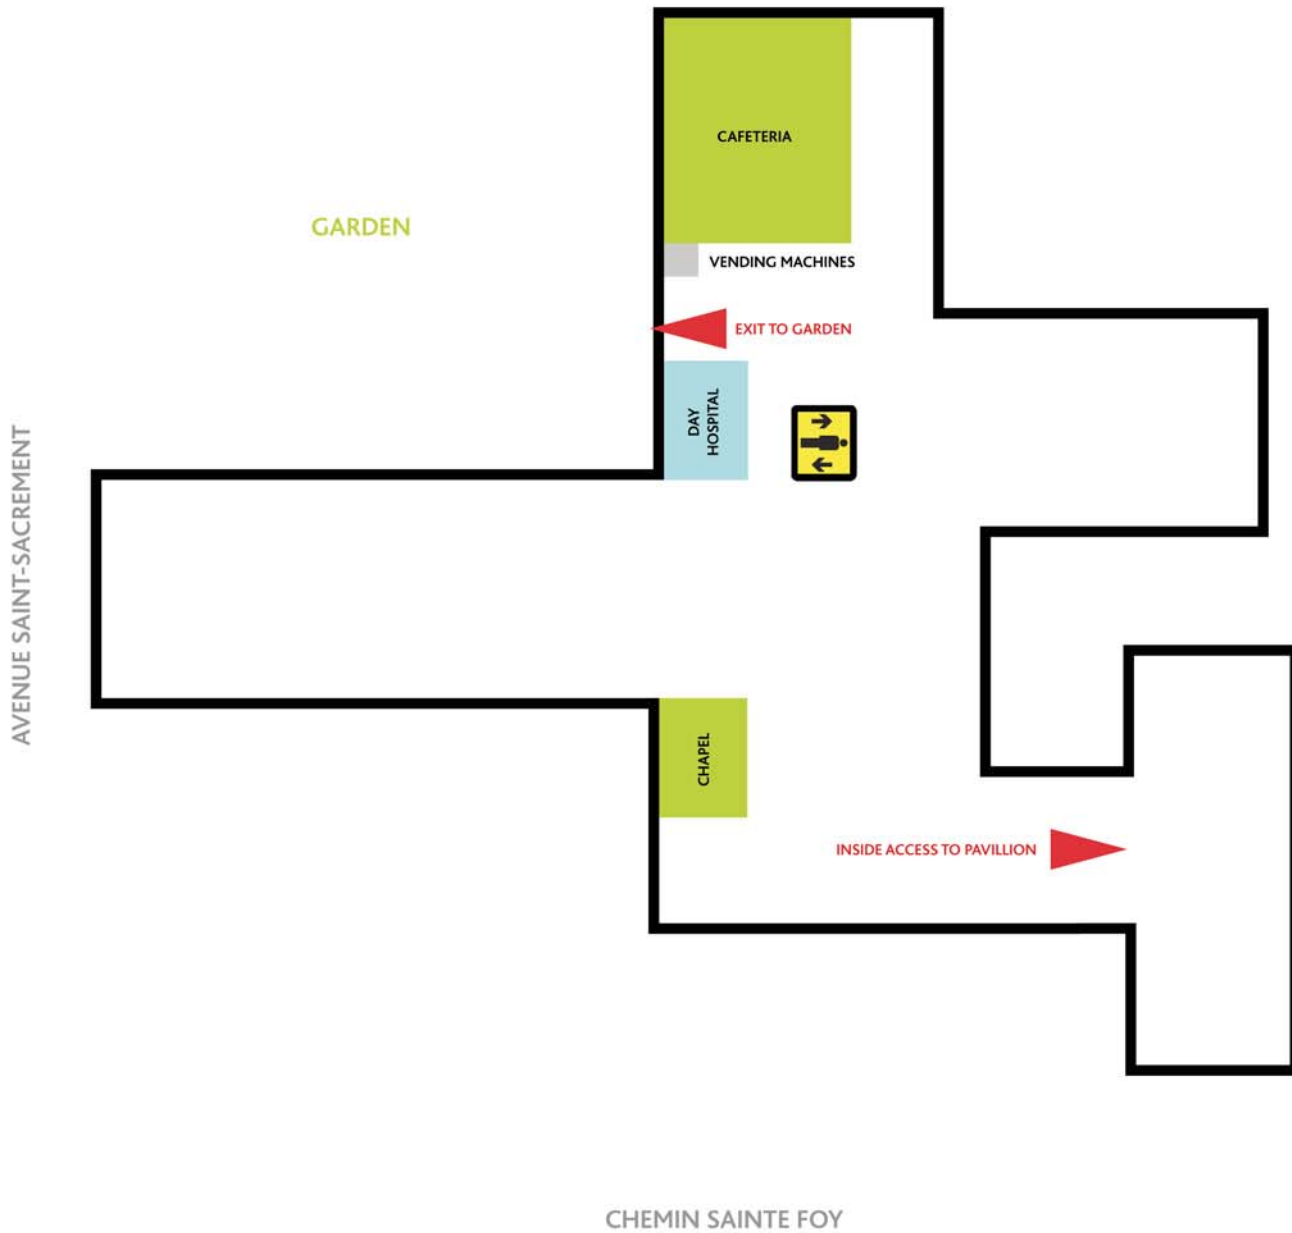 CAFETERIA
GARDEN
VENDING MACHINES
EXIT TO GARDEN
DAY
HOSPITAL
AVENUE SAINT-SACREMENT
CHAPEL
INSIDE ACCESS TO PAVILLION
CHEMIN SAINTE FOY